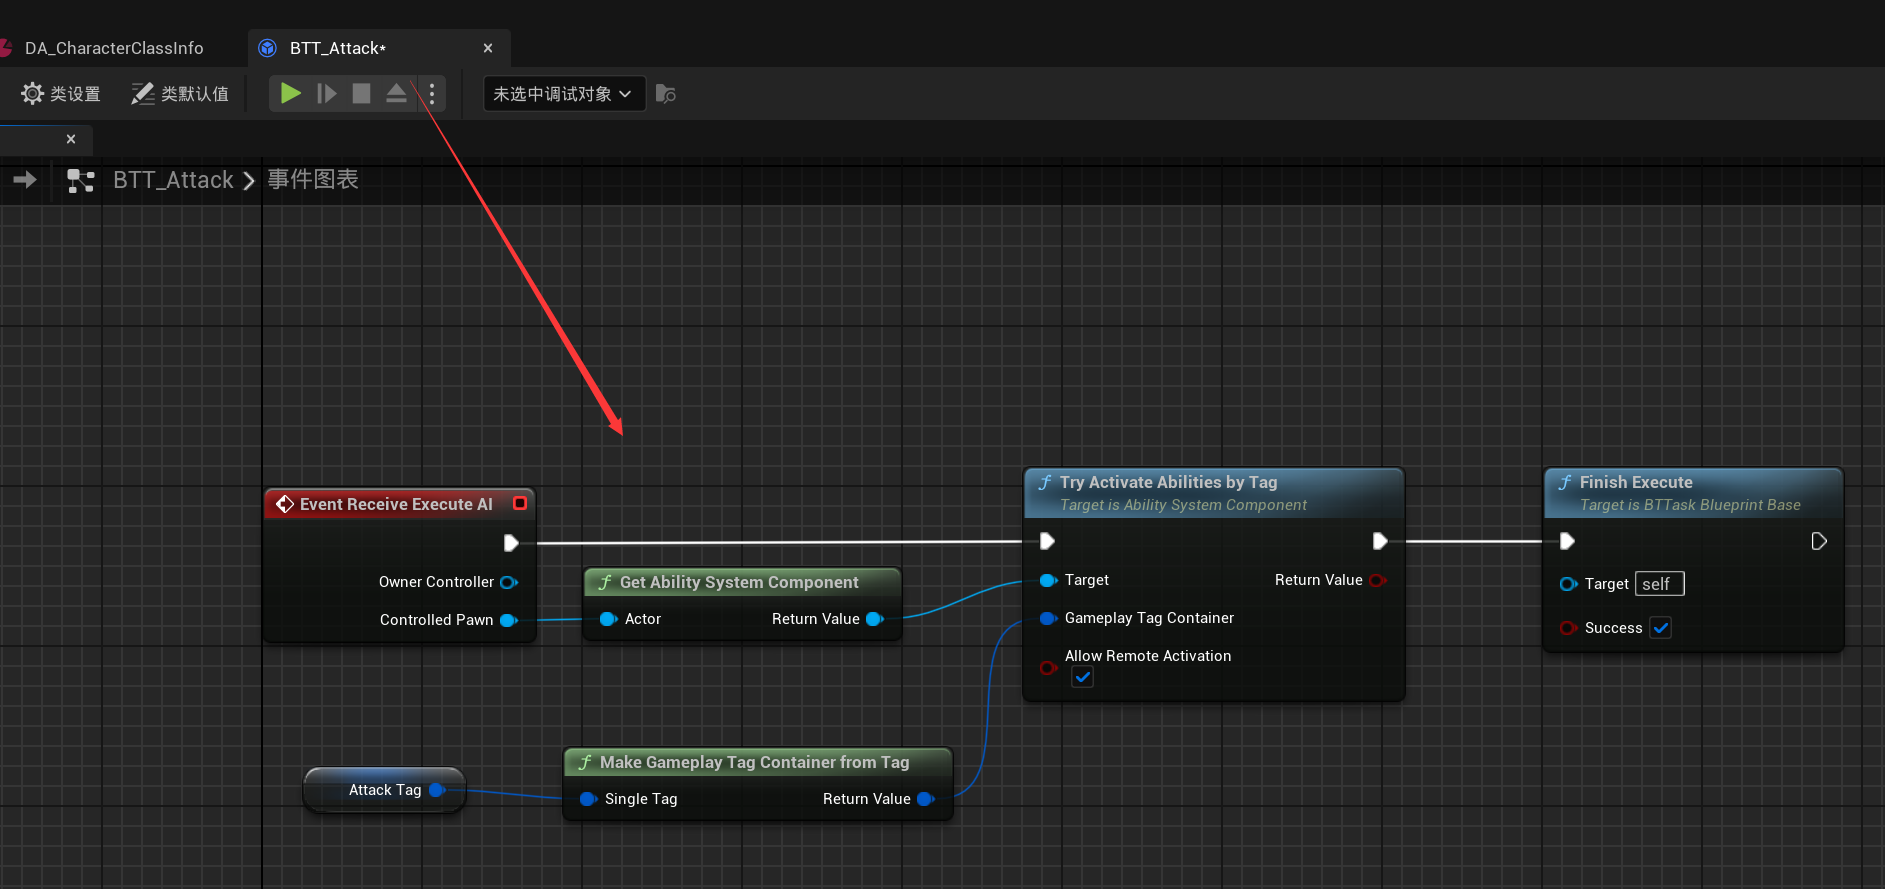 DA_CharacterClassInfo
BTT_Attack*
类设置
类默认值
未选中调试对象
BTT_Attack
事件图表
Event Receive Execute AI
Owner Controller
Controlled Pawn
Get Ability System Component
Actor
Return Value
Try Activate Abilities by Tag
Target is Ability System Component
Target
Return Value
Gameplay Tag Container
Allow Remote Activation
Finish Execute
Target is BTTask Blueprint Base
Target self
Success
Attack Tag
Make Gameplay Tag Container from Tag
Single Tag
Return Value